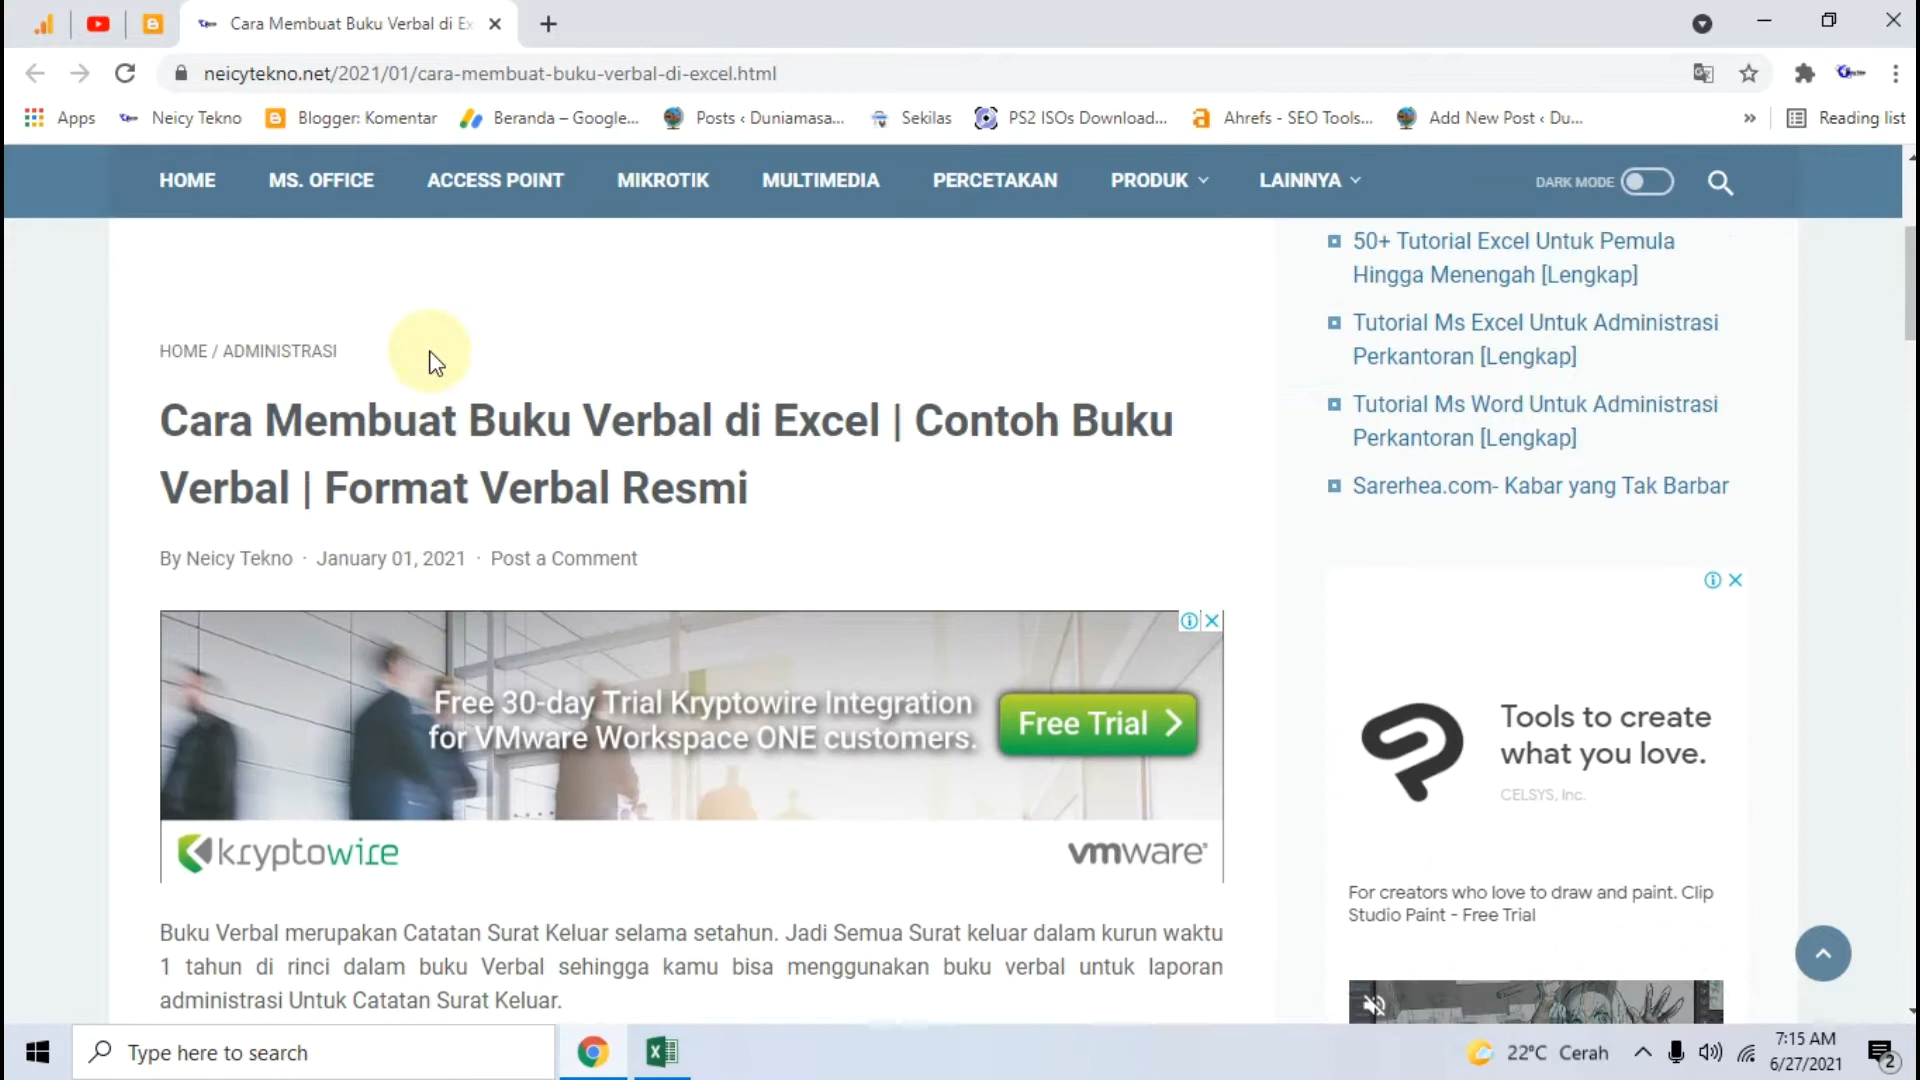 Cara Membuat Buku Verbal di Ex
neicytekno.net/2021/01/cara-membuat-buku-verbal-di-excel.html
Apps
Neicy Tekno
Blogger: Komentar
Beranda – Google...
Posts ‹ Duniamasa...
Sekilas
PS2 ISOs Download...
Ahrefs - SEO Tools...
Add New Post ‹ Du...
»
Reading list
HOME
MS. OFFICE
ACCESS POINT
MIKROTIK
MULTIMEDIA
PERCETAKAN
PRODUK
LAINNYA
DARK MODE
HOME / ADMINISTRASI
Cara Membuat Buku Verbal di Excel | Contoh Buku
Verbal | Format Verbal Resmi
By Neicy Tekno · January 01, 2021 · Post a Comment
Free 30-day Trial Kryptowire Integration
for VMware Workspace ONE customers.
Free Trial
kryptowire
vmware®
Buku Verbal merupakan Catatan Surat Keluar selama setahun. Jadi Semua Surat keluar dalam kurun waktu
1 tahun di rinci dalam buku Verbal sehingga kamu bisa menggunakan buku verbal untuk laporan
administrasi Untuk Catatan Surat Keluar.
50+ Tutorial Excel Untuk Pemula
Hingga Menengah [Lengkap]
Tutorial Ms Excel Untuk Administrasi
Perkantoran [Lengkap]
Tutorial Ms Word Untuk Administrasi
Perkantoran [Lengkap]
Sarerhea.com- Kabar yang Tak Barbar
Tools to create
what you love.
CELSYS, Inc.
For creators who love to draw and paint. Clip
Studio Paint - Free Trial
Type here to search
22°C Cerah
7:15 AM
6/27/2021
2